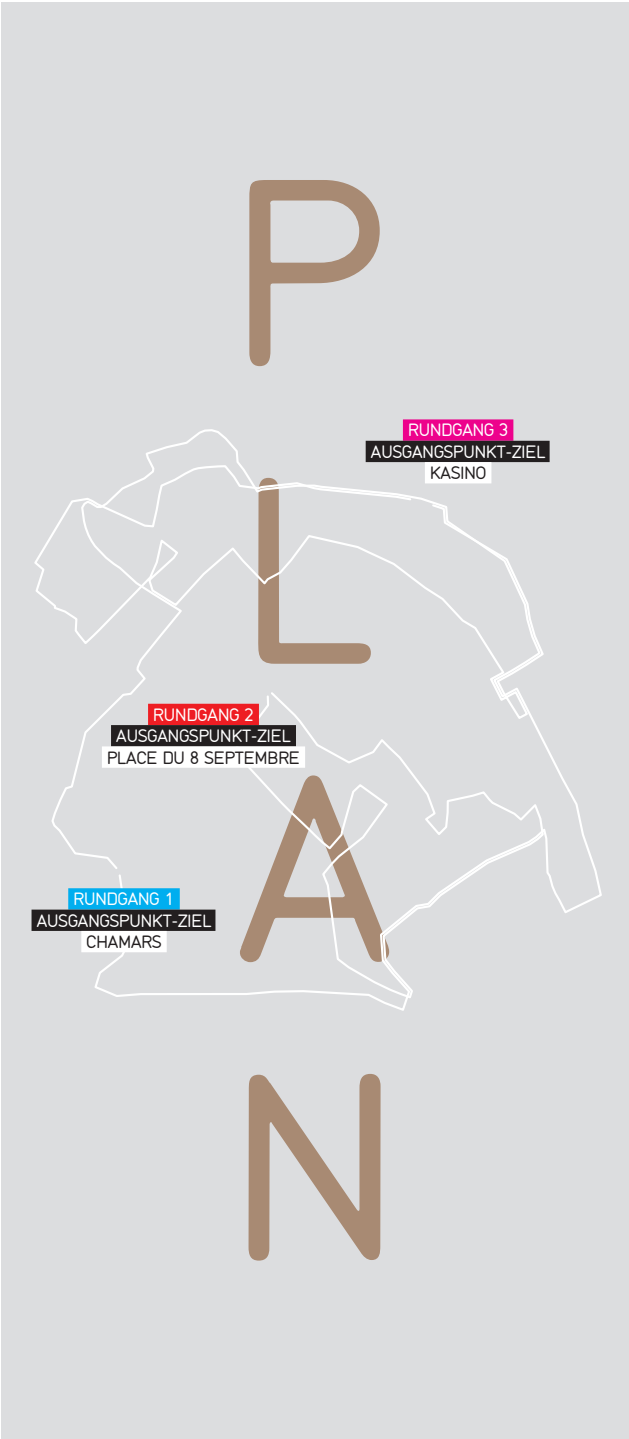 P
RUNDGANG 3
AUSGANGSPUNKT-ZIEL
KASINO
L
RUNDGANG 2
AUSGANGSPUNKT-ZIEL
PLACE DU 8 SEPTEMBRE
A
RUNDGANG 1
AUSGANGSPUNKT-ZIEL
CHAMARS
N